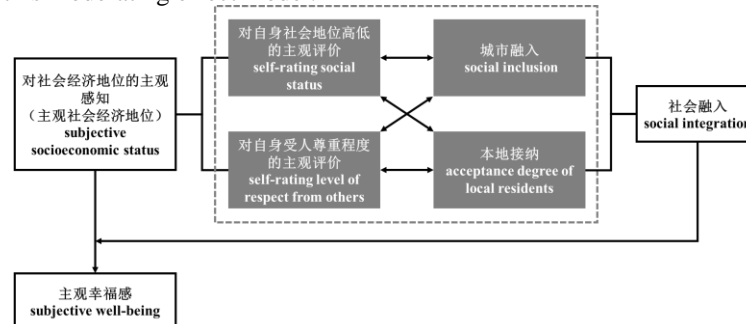 对自身社会地位高低
的主观评价
self-rating social
status
城市融入
social inclusion
对社会经济地位的主观
感知
（主观社会经济地位）
subjective
socioeconomic status
社会融入
social integration
对自身受人尊重程度
的主观评价
self-rating level of
respect from others
本地接纳
acceptance degree of
local residents
主观幸福感
subjective well-being